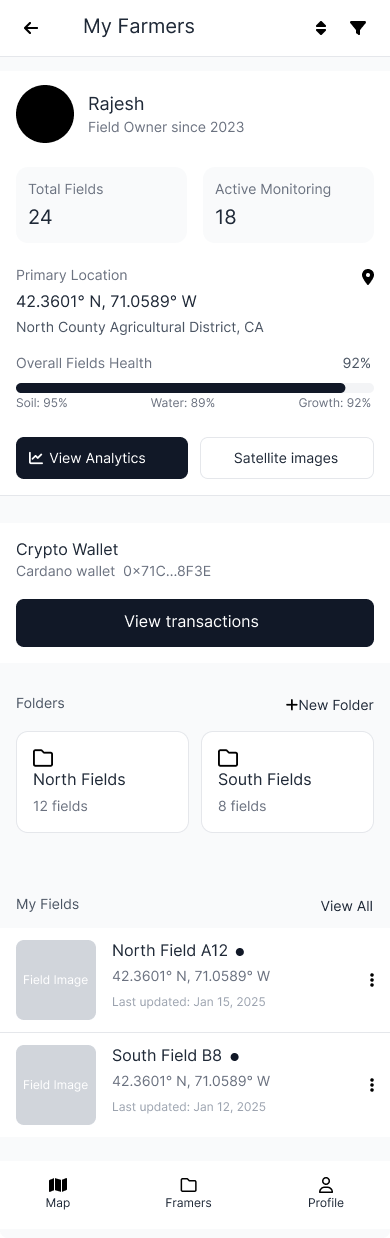 My Farmers
Rajesh
Field Owner since 2023
Total Fields
24
Active Monitoring
18
Primary Location
42.3601° N, 71.0589° W
North County Agricultural District, CA
Overall Fields Health 92%
Soil: 95% Water: 89% Growth: 92%
View Analytics
Satellite images
Crypto Wallet
Cardano wallet 0×71C...8F3E
View transactions
Folders
+New Folder
North Fields
12 fields
South Fields
8 fields
My Fields
View All
Field Image
North Field A12
42.3601° N, 71.0589° W
Last updated: Jan 15, 2025
Field Image
South Field B8
42.3601° N, 71.0589° W
Last updated: Jan 12, 2025
Map
Framers
Profile